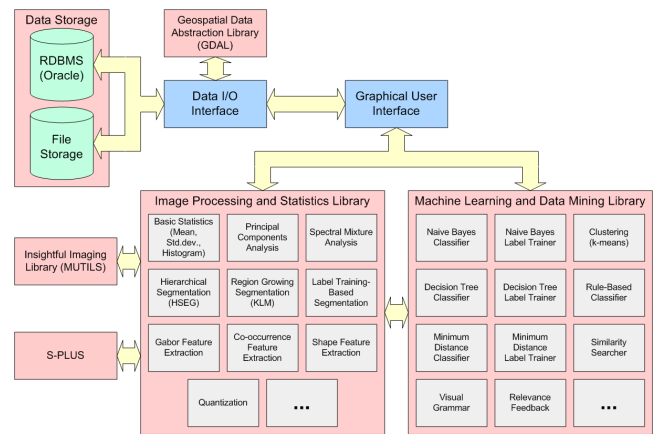 Data Storage
RDBMS
(Oracle)
File
Storage
Geospatial Data
Abstraction Library
(GDAL)
Data I/O
Interface
Graphical User
Interface
Image Processing and Statistics Library
Basic Statistics
(Mean,
Std.dev.,
Histogram)
Principal
Components
Analysis
Spectral Mixture
Analysis
Hierarchical
Segmentation
(HSEG)
Region Growing
Segmentation
(KLM)
Label Training-
Based
Segmentation
Gabor Feature
Extraction
Co-occurrence
Feature
Extraction
Shape Feature
Extraction
Quantization
...
Insightful Imaging
Library (MUTILS)
S-PLUS
Machine Learning and Data Mining Library
Naive Bayes
Classifier
Naive Bayes
Label Trainer
Clustering
(k-means)
Decision Tree
Classifier
Decision Tree
Label Trainer
Rule-Based
Classifier
Minimum
Distance
Classifier
Minimum
Distance
Label Trainer
Similarity
Searcher
Visual
Grammar
Relevance
Feedback
...